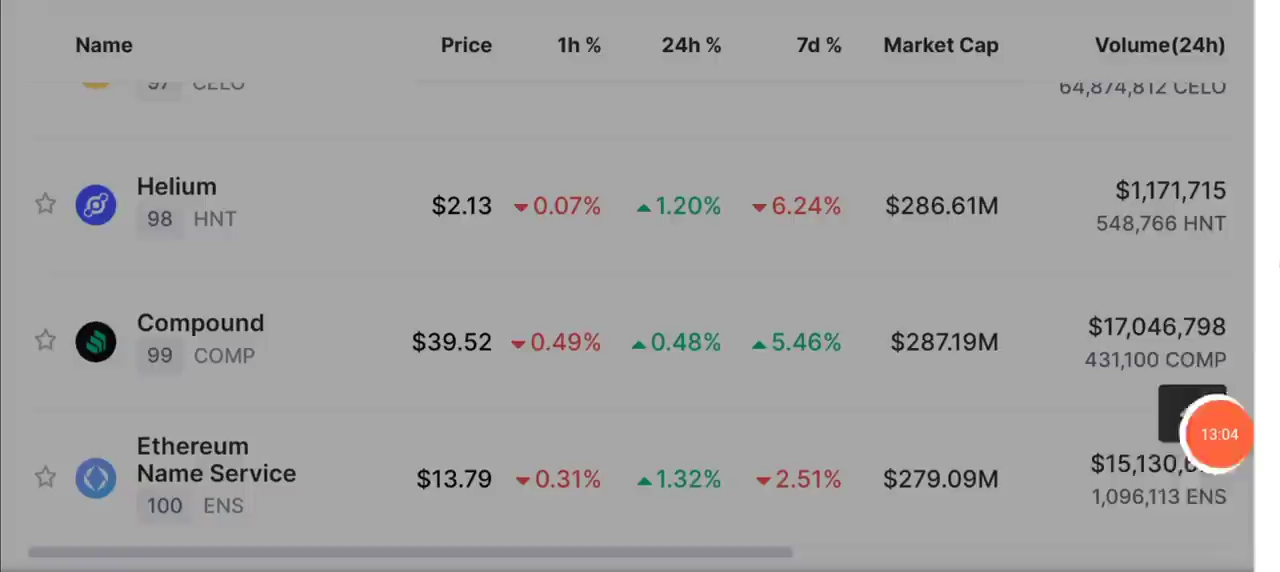 Name Price 1h % 24h % 7d % Market Cap Volume(24h)
97 CELO 64,874,812 CELO
Helium
98 HNT
$2.13 0.07% 1.20% 6.24% $286.61M $1,171,715
548,766 HNT
Compound
99 COMP
$39.52 0.49% 0.48% 5.46% $287.19M $17,046,798
431,100 COMP
13:04
Ethereum
Name Service
100 ENS
$13.79 0.31% 1.32% 2.51% $279.09M
1,096,113 ENS